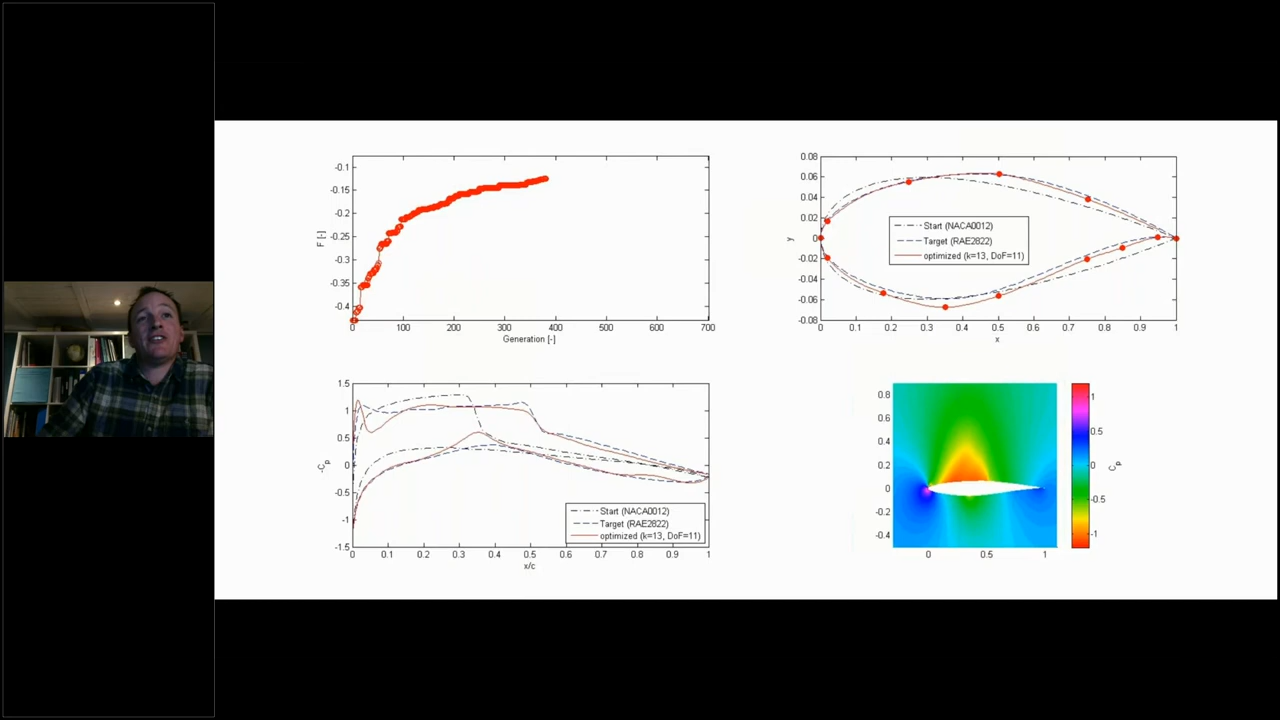 -0.1
-0.15
-0.2
-0.25
-0.3
-0.35
-0.4
F [-]
0 100 200 300 400 500 600 700
Generation [-]
0.08
0.06
0.04
0.02
0
-0.02
-0.04
-0.06
-0.08
y
Start (NACA0012)
Target (RAE2822)
optimized (k=13, DoF=11)
0 0.1 0.2 0.3 0.4 0.5 0.6 0.7 0.8 0.9 1
x
1.5
1
0.5
0
-0.5
-1
-1.5
-Cp
Start (NACA0012)
Target (RAE2822)
optimized (k=13, DoF=11)
0 0.1 0.2 0.3 0.4 0.5 0.6 0.7 0.8 0.9 1
x/c
0.8
0.6
0.4
0.2
0
-0.2
-0.4
0 0.5 1
1
0.5
0
-0.5
-1
Cp